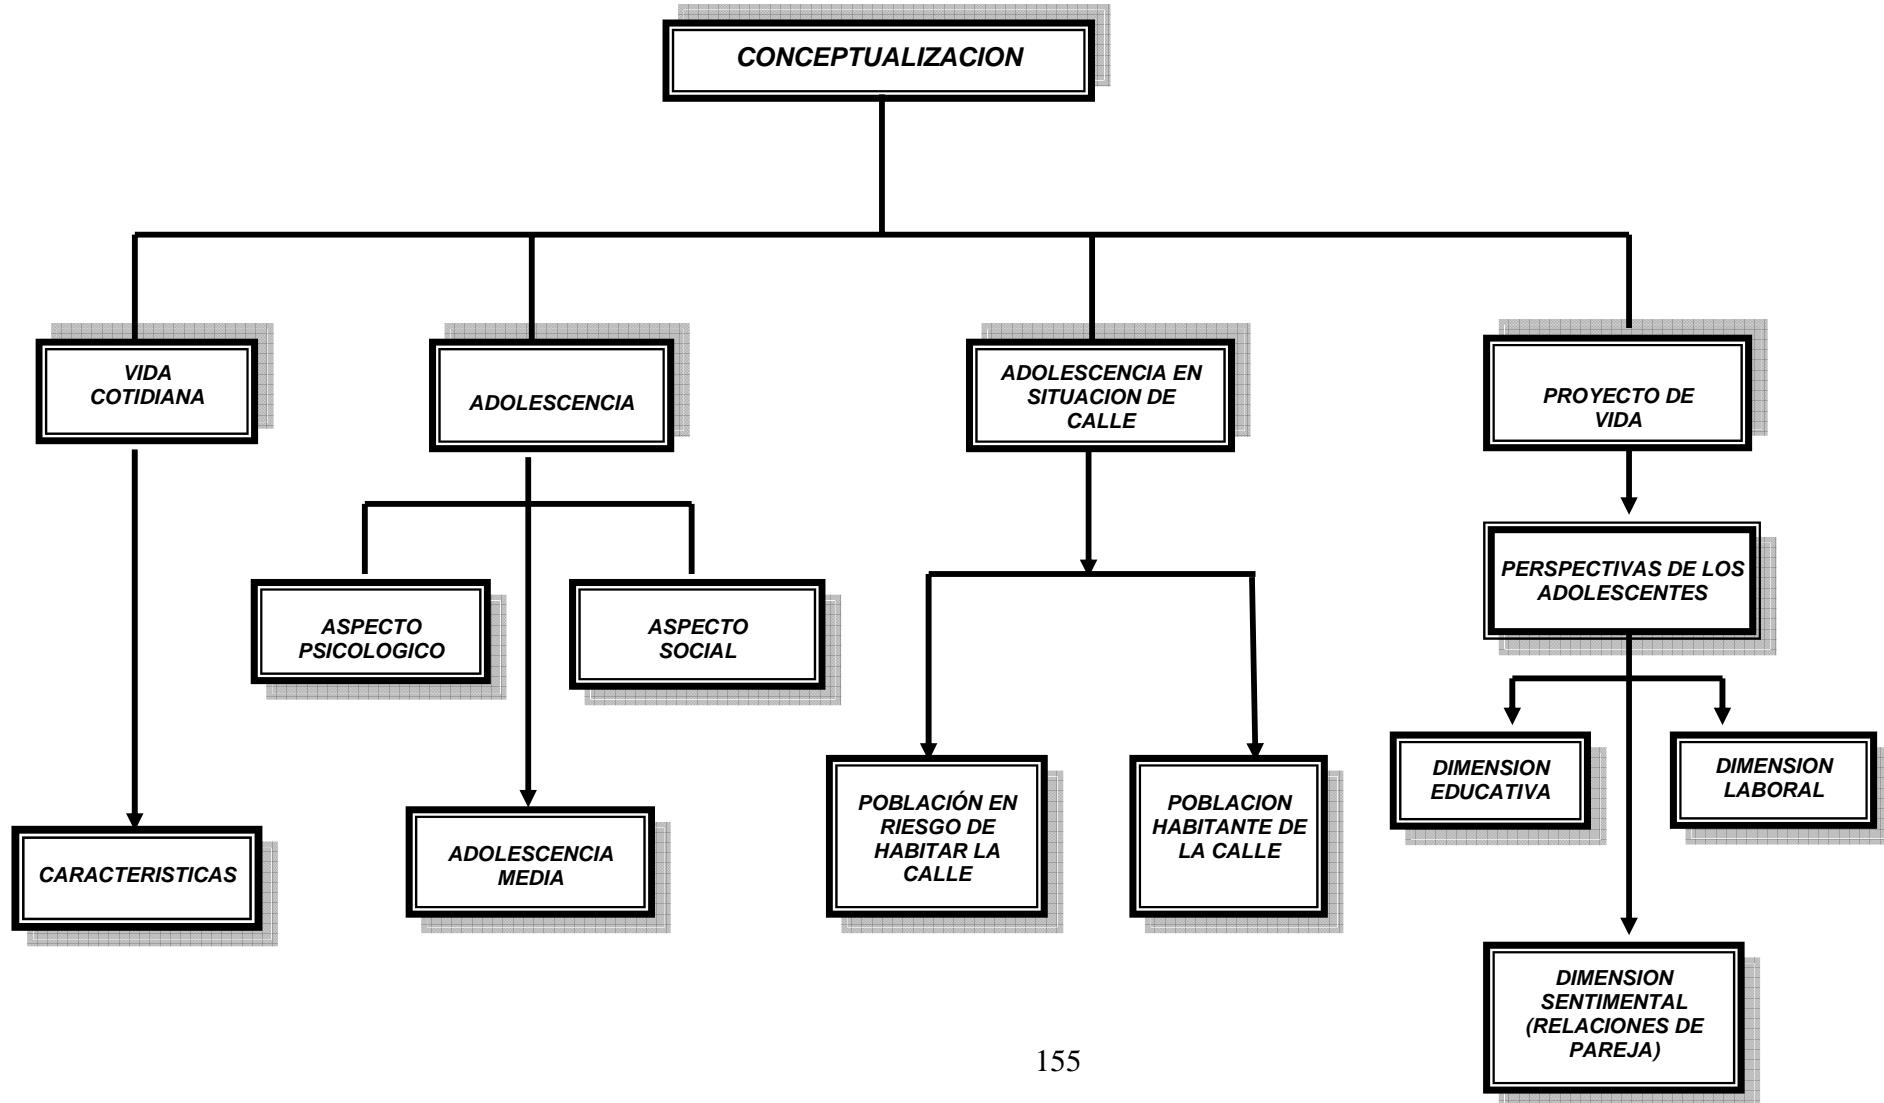 CONCEPTUALIZACION
VIDA
COTIDIANA
ADOLESCENCIA
ADOLESCENCIA EN
SITUACION DE
CALLE
PROYECTO DE
VIDA
PERSPECTIVAS DE LOS
ADOLESCENTES
ASPECTO
PSICOLOGICO
ASPECTO
SOCIAL
DIMENSION
EDUCATIVA
DIMENSION
LABORAL
CARACTERISTICAS
ADOLESCENCIA
MEDIA
POBLACIÓN EN
RIESGO DE
HABITAR LA
CALLE
POBLACION
HABITANTE DE
LA CALLE
DIMENSION
SENTIMENTAL
(RELACIONES DE
PAREJA)
155